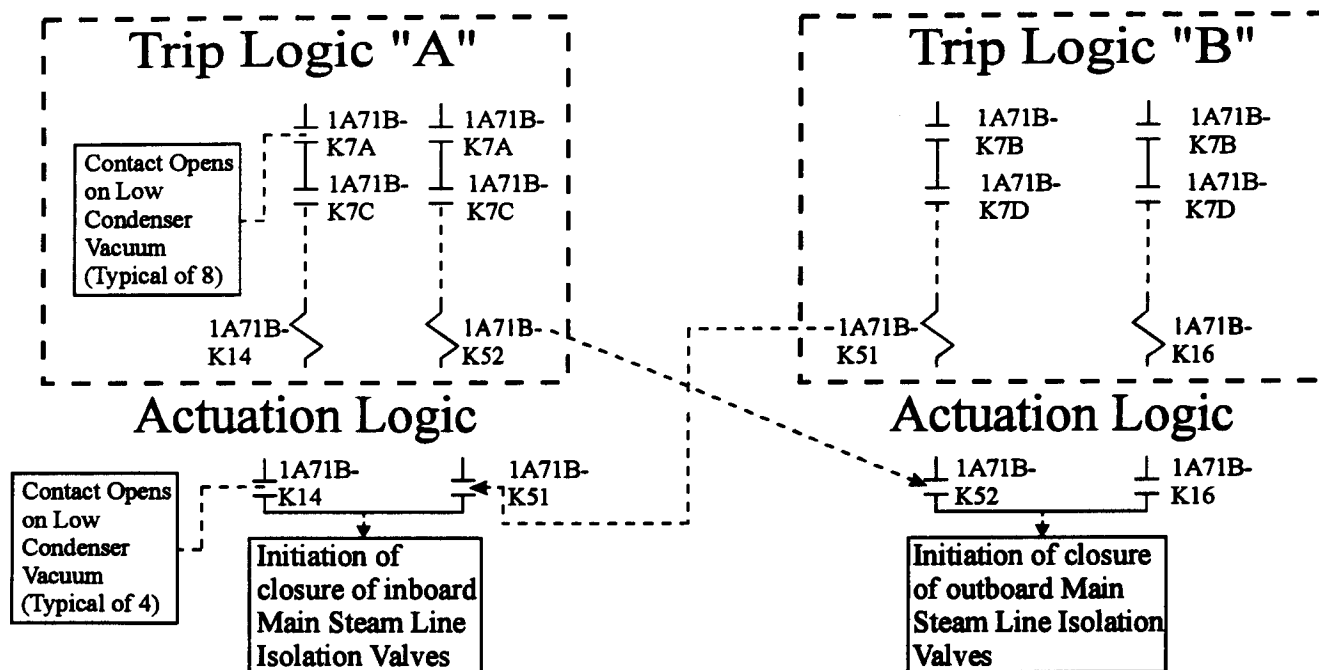 Trip Logic "A"
Trip Logic "B"
1A71B-
K7A
1A71B-
K7A
1A71B-
K7B
1A71B-
K7B
Contact Opens
on Low
Condenser
Vacuum
(Typical of 8)
1A71B-
K7C
1A71B-
K7C
1A71B-
K7D
1A71B-
K7D
1A71B-
K14
1A71B-
K52
1A71B-
K51
1A71B-
K16
Actuation Logic
Actuation Logic
Contact Opens
on Low
Condenser
Vacuum
(Typical of 4)
1A71B-
K14
1A71B-
K51
1A71B-
K52
1A71B-
K16
Initiation of
closure of inboard
Main Steam Line
Isolation Valves
Initiation of closure
of outboard Main
Steam Line Isolation
Valves